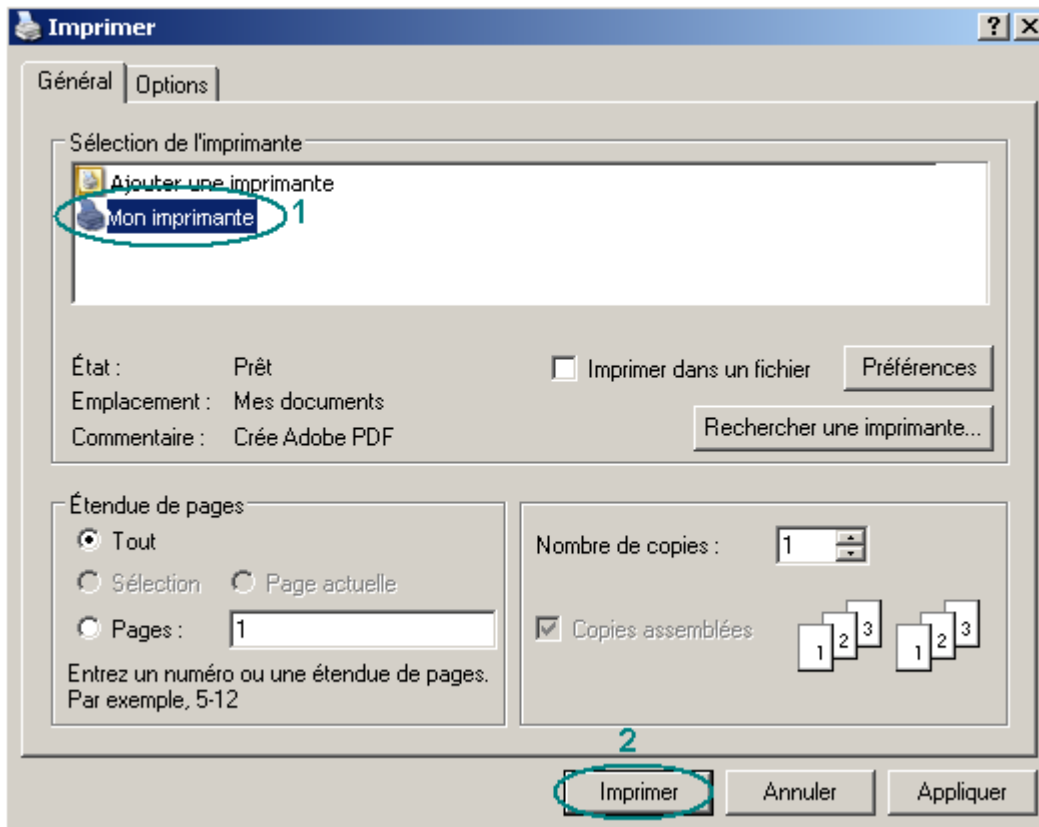 Imprimer
Général Options
Sélection de l'imprimante
Ajouter une imprimante
Mon imprimante 1
État : Prêt
Imprimer dans un fichier Préférences
Emplacement : Mes documents
Commentaire : Crée Adobe PDF
Rechercher une imprimante...
Étendue de pages
Tout
Sélection Page actuelle
Pages : 1
Entrez un numéro ou une étendue de pages.
Par exemple, 5-12
Nombre de copies : 1
Copies assemblées
1 2 3 1 2 3
2
Imprimer Annuler Appliquer